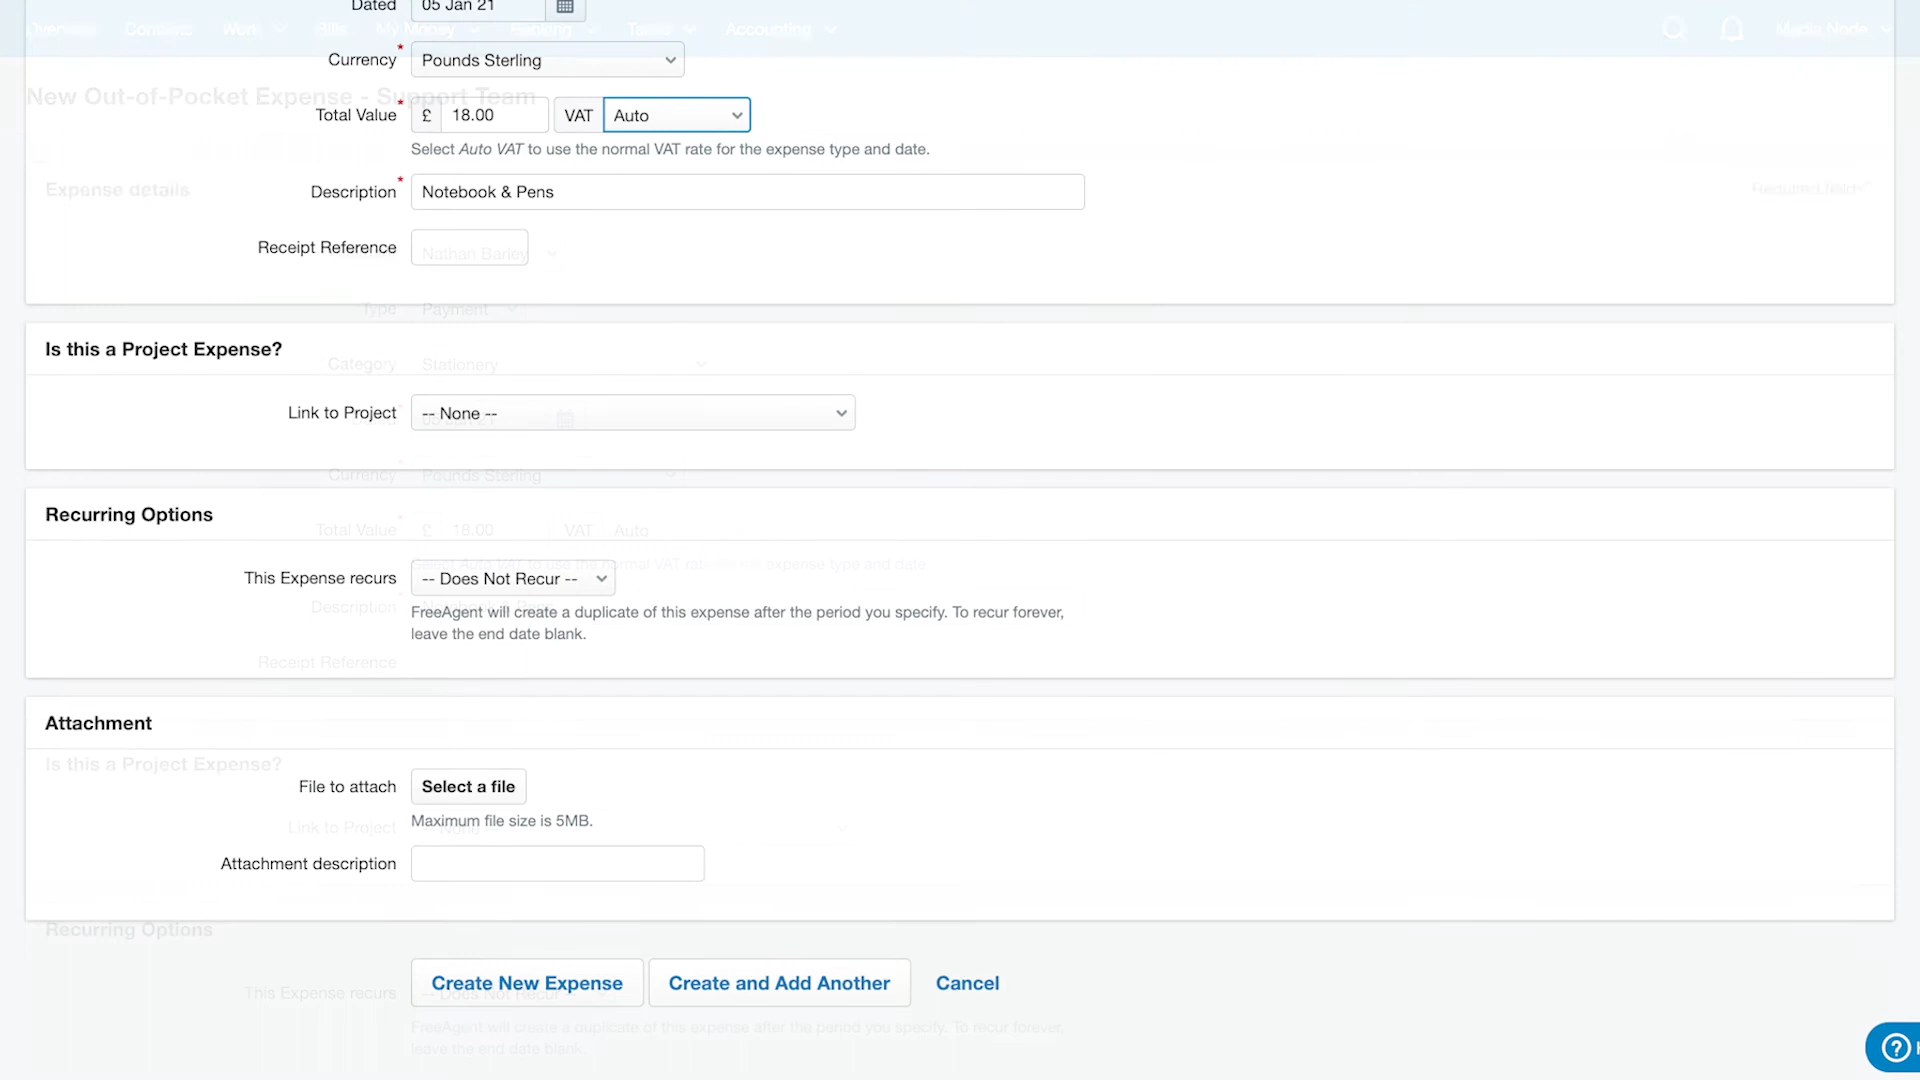 Dated 05 Jan 21
Overview Contacts Work Bills My Money Banking Taxes Accounting Media Node
Currency * Pounds Sterling
New Out-of-Pocket Expense - Support Team
Total Value * £ 18.00 VAT Auto
Select Auto VAT to use the normal VAT rate for the expense type and date.
Expense details Required fields *
Description * Notebook & Pens
Receipt Reference
Nathan Barley
Type Payment
Is this a Project Expense?
Category Stationery
Link to Project -- None --
05 Jan 21
Currency Pounds Sterling
Recurring Options
Total Value £ 18.00 VAT Auto
Select Auto VAT to use the normal VAT rate for the expense type and date.
This Expense recurs -- Does Not Recur --
Description Notebook & Pens
FreeAgent will create a duplicate of this expense after the period you specify. To recur forever,
leave the end date blank.
Receipt Reference
Attachment
Is this a Project Expense?
File to attach Select a file
Maximum file size is 5MB.
Link to Project -- None --
Attachment description
Recurring Options
Create New Expense Create and Add Another Cancel
This Expense recurs -- Does Not Recur --
FreeAgent will create a duplicate of this expense after the period you specify. To recur forever,
leave the end date blank.
?